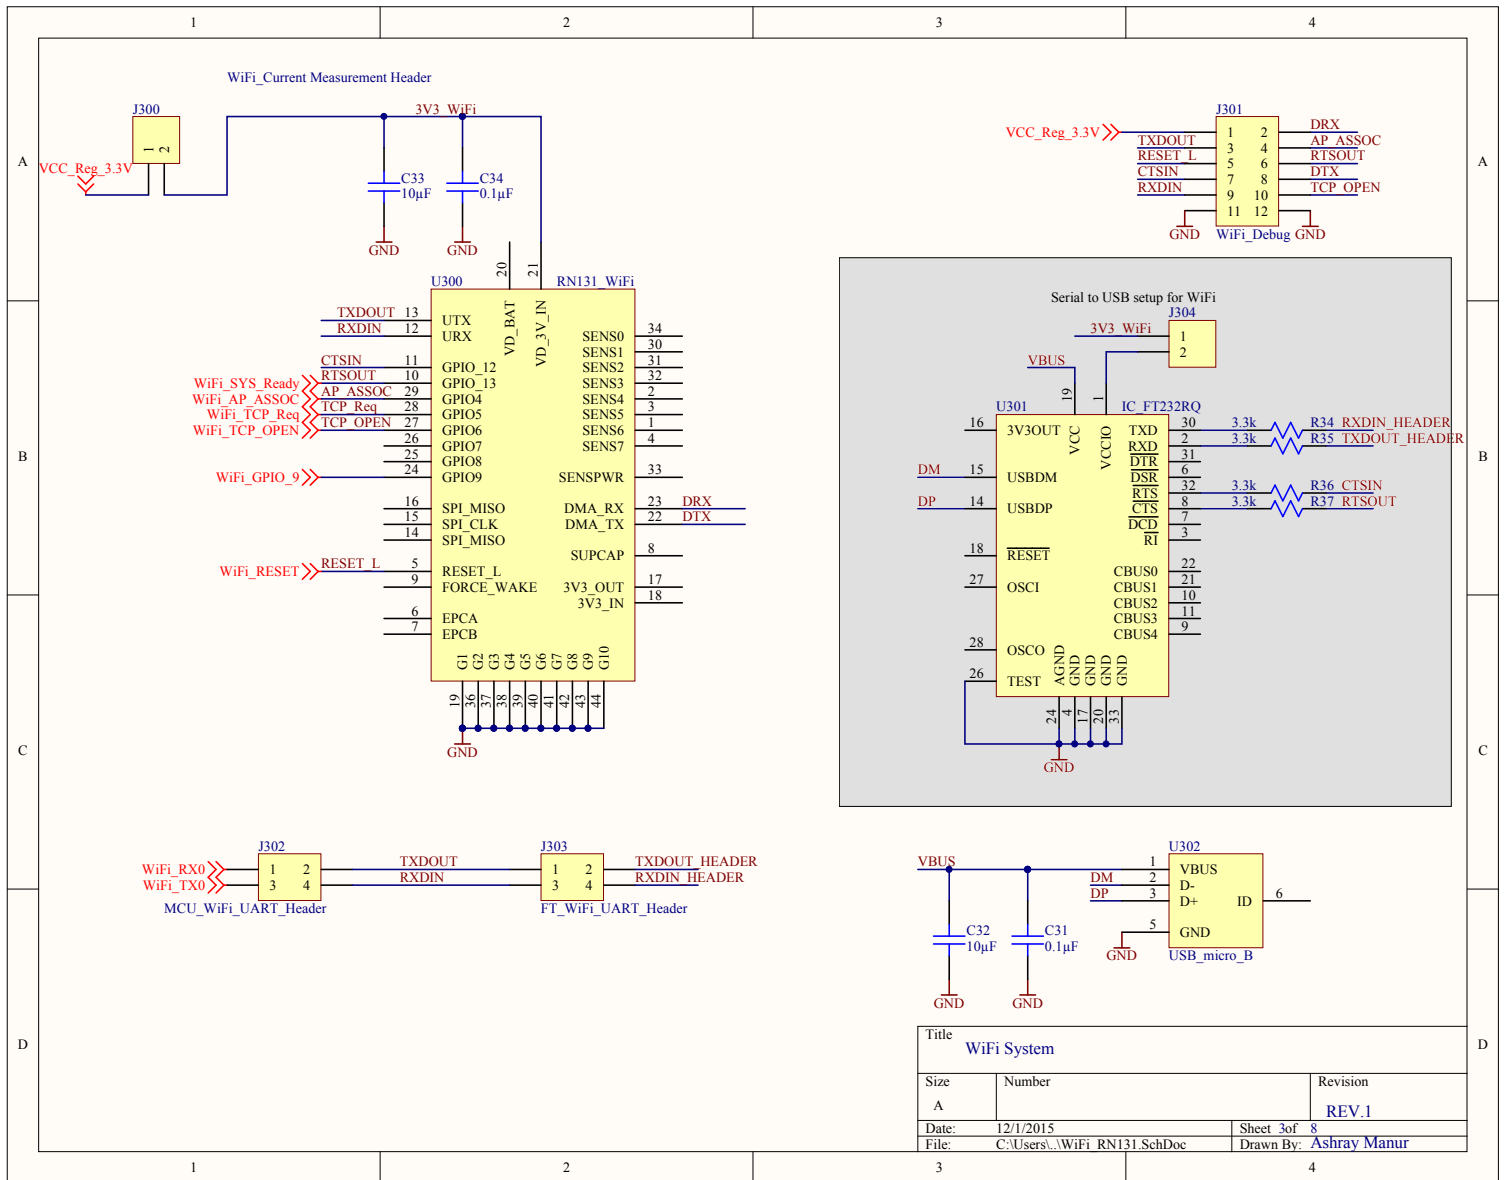 1 2 3 4
A
B
C
D
WiFi_Current Measurement Header
J300
1 2
VCC_Reg_3.3V
3V3_WiFi
C33
10µF
GND
C34
0.1µF
GND
U300 RN131_WiFi
20 VD_BAT
21 VD_3V_IN
TXDOUT 13 UTX
RXDIN 12 URX
CTSIN 11 GPIO_12
WiFi_SYS_Ready RTSOUT 10 GPIO_13
WiFi_AP_ASSOC AP_ASSOC 29 GPIO4
WiFi_TCP_Req TCP_Req 28 GPIO5
WiFi_TCP_OPEN TCP_OPEN 27 GPIO6
26 GPIO7
25 GPIO8
WiFi_GPIO_9 24 GPIO9
16 SPI_MISO
15 SPI_CLK
14 SPI_MISO
WiFi_RESET RESET_L 5 RESET_L
9 FORCE_WAKE
6 EPCA
7 EPCB
SENS0 34
SENS1 30
SENS2 31
SENS3 32
SENS4 2
SENS5 3
SENS6 1
SENS7 4
SENSPWR 33
DMA_RX 23 DRX
DMA_TX 22 DTX
SUPCAP 8
3V3_OUT 17
3V3_IN 18
G1 G2 G3 G4 G5 G6 G7 G8 G9 G10
19 36 37 38 39 40 41 42 43 44
GND
J301
VCC_Reg_3.3V 1 2 DRX
TXDOUT 3 4 AP_ASSOC
RESET_L 5 6 RTSOUT
CTSIN 7 8 DTX
RXDIN 9 10 TCP_OPEN
11 12
GND WiFi_Debug GND
Serial to USB setup for WiFi
J304
3V3_WiFi 1
2
VBUS
19 1
U301 IC_FT232RQ
VCC VCCIO
16 3V3OUT
DM 15 USBDM
DP 14 USBDP
18 RESET
27 OSCI
28 OSCO
26 TEST
TXD 30 3.3k R34 RXDIN_HEADER
RXD 2 3.3k R35 TXDOUT_HEADER
DTR 31
DSR 6
RTS 32 3.3k R36 CTSIN
CTS 8 3.3k R37 RTSOUT
DCD 7
RI 3
CBUS0 22
CBUS1 21
CBUS2 10
CBUS3 11
CBUS4 9
AGND GND GND GND GND
24 4 17 20 33
GND
J302
WiFi_RX0 1 2 TXDOUT
WiFi_TX0 3 4 RXDIN
MCU_WiFi_UART_Header
J303
1 2 TXDOUT_HEADER
3 4 RXDIN_HEADER
FT_WiFi_UART_Header
U302
VBUS 1 VBUS
DM 2 D-
DP 3 D+
ID 6
5 GND
GND
USB_micro_B
C32
10µF
GND
C31
0.1µF
GND
Title
WiFi System
Size Number Revision
A REV.1
Date: 12/1/2015 Sheet 3of 8
File: C:\Users\..\WiFi_RN131.SchDoc Drawn By: Ashray Manur
A
B
C
D
1 2 3 4